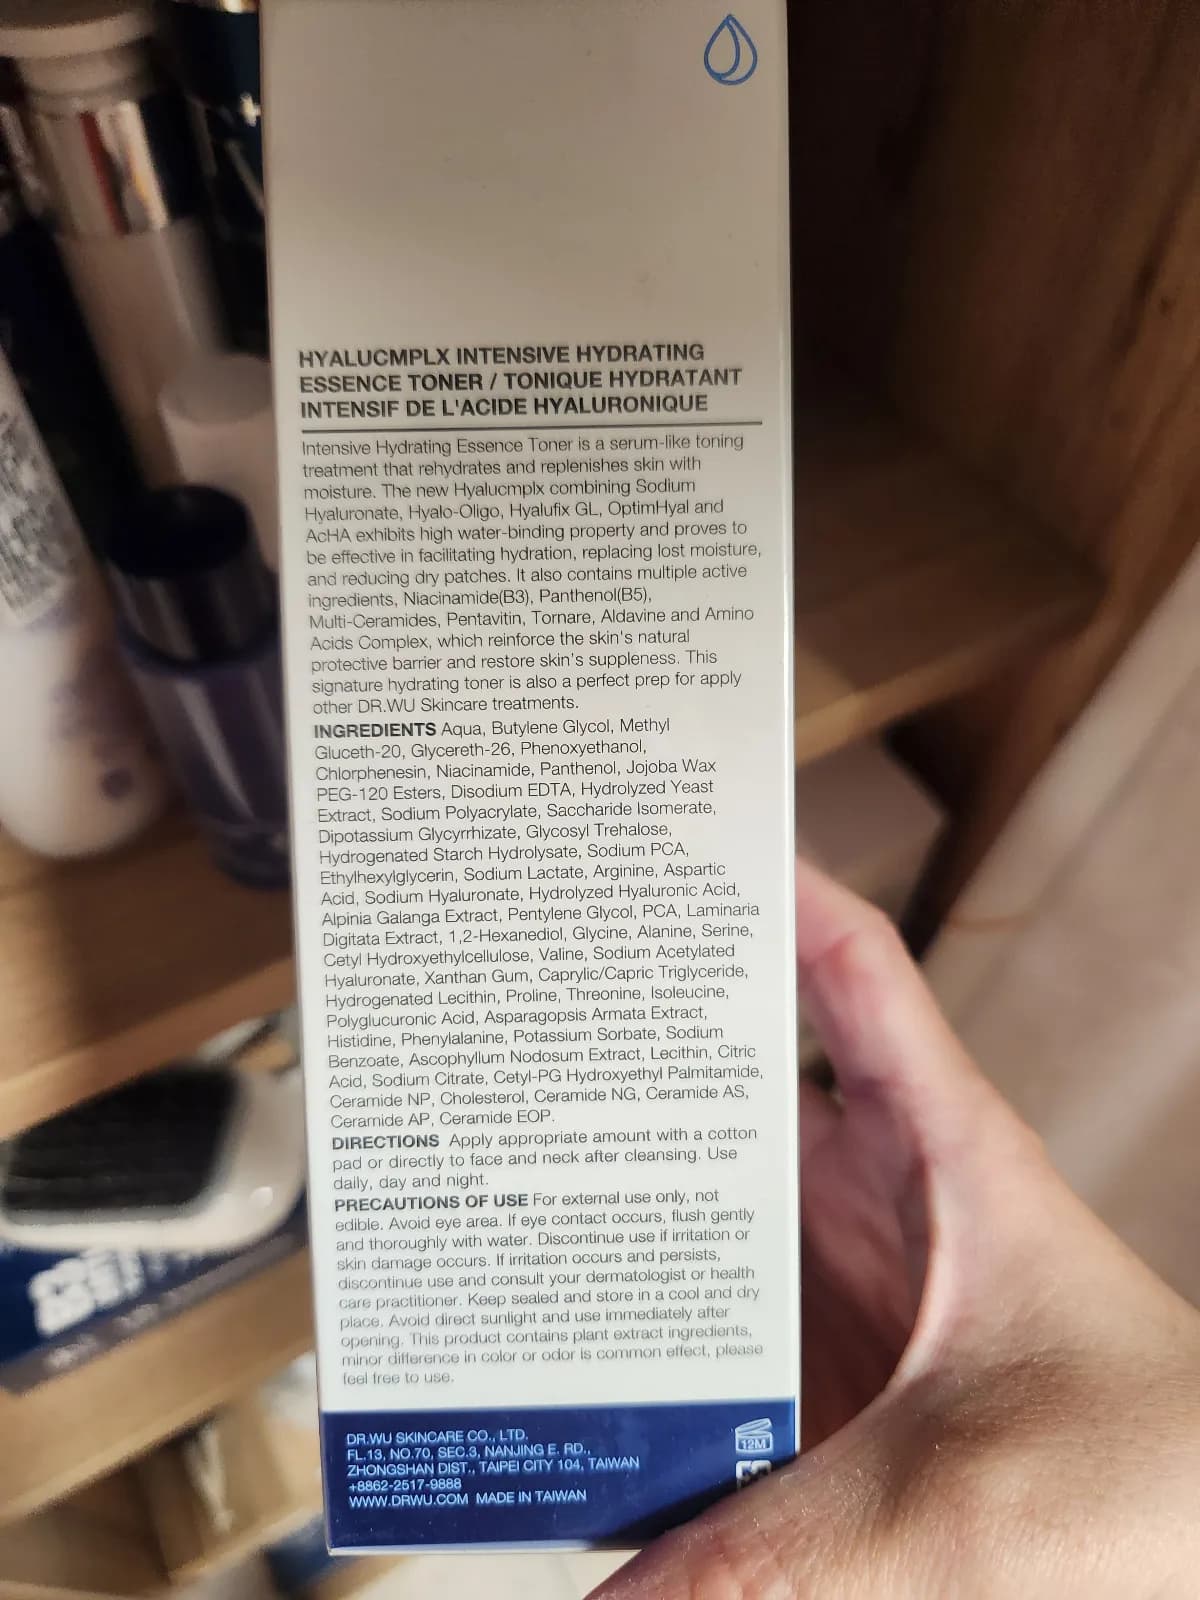 HYALUCMPLX INTENSIVE HYDRATING
ESSENCE TONER / TONIQUE HYDRATANT
INTENSIF DE L'ACIDE HYALURONIQUE
Intensive Hydrating Essence Toner is a serum-like toning
treatment that rehydrates and replenishes skin with
moisture. The new Hyalucmplx combining Sodium
Hyaluronate, Hyalo-Oligo, Hyalufix GL, OptimHyal and
AcHA exhibits high water-binding property and proves to
be effective in facilitating hydration, replacing lost moisture,
and reducing dry patches. It also contains multiple active
ingredients, Niacinamide(B3), Panthenol(B5),
Multi-Ceramides, Pentavitin, Tornare, Aldavine and Amino
Acids Complex, which reinforce the skin's natural
protective barrier and restore skin's suppleness. This
signature hydrating toner is also a perfect prep for apply
other DR.WU Skincare treatments.
INGREDIENTS Aqua, Butylene Glycol, Methyl
Gluceth-20, Glycereth-26, Phenoxyethanol,
Chlorphenesin, Niacinamide, Panthenol, Jojoba Wax
PEG-120 Esters, Disodium EDTA, Hydrolyzed Yeast
Extract, Sodium Polyacrylate, Saccharide Isomerate,
Dipotassium Glycyrrhizate, Glycosyl Trehalose,
Hydrogenated Starch Hydrolysate, Sodium PCA,
Ethylhexylglycerin, Sodium Lactate, Arginine, Aspartic
Acid, Sodium Hyaluronate, Hydrolyzed Hyaluronic Acid,
Alpinia Galanga Extract, Pentylene Glycol, PCA, Laminaria
Digitata Extract, 1,2-Hexanediol, Glycine, Alanine, Serine,
Cetyl Hydroxyethylcellulose, Valine, Sodium Acetylated
Hyaluronate, Xanthan Gum, Caprylic/Capric Triglyceride,
Hydrogenated Lecithin, Proline, Threonine, Isoleucine,
Polyglucuronic Acid, Asparagopsis Armata Extract,
Histidine, Phenylalanine, Potassium Sorbate, Sodium
Benzoate, Ascophyllum Nodosum Extract, Lecithin, Citric
Acid, Sodium Citrate, Cetyl-PG Hydroxyethyl Palmitamide,
Ceramide NP, Cholesterol, Ceramide NG, Ceramide AS,
Ceramide AP, Ceramide EOP.
DIRECTIONS Apply appropriate amount with a cotton
pad or directly to face and neck after cleansing. Use
daily, day and night.
PRECAUTIONS OF USE For external use only, not
edible. Avoid eye area. If eye contact occurs, flush gently
and thoroughly with water. Discontinue use if irritation or
skin damage occurs. If irritation occurs and persists,
discontinue use and consult your dermatologist or health
care practitioner. Keep sealed and store in a cool and dry
place. Avoid direct sunlight and use immediately after
opening. This product contains plant extract ingredients,
minor difference in color or odor is common effect, please
feel free to use.
DR.WU SKINCARE CO., LTD.
FL.13, NO.70, SEC.3, NANJING E. RD.,
ZHONGSHAN DIST., TAIPEI CITY 104, TAIWAN
+8862-2517-9888
WWW.DRWU.COM MADE IN TAIWAN
12M